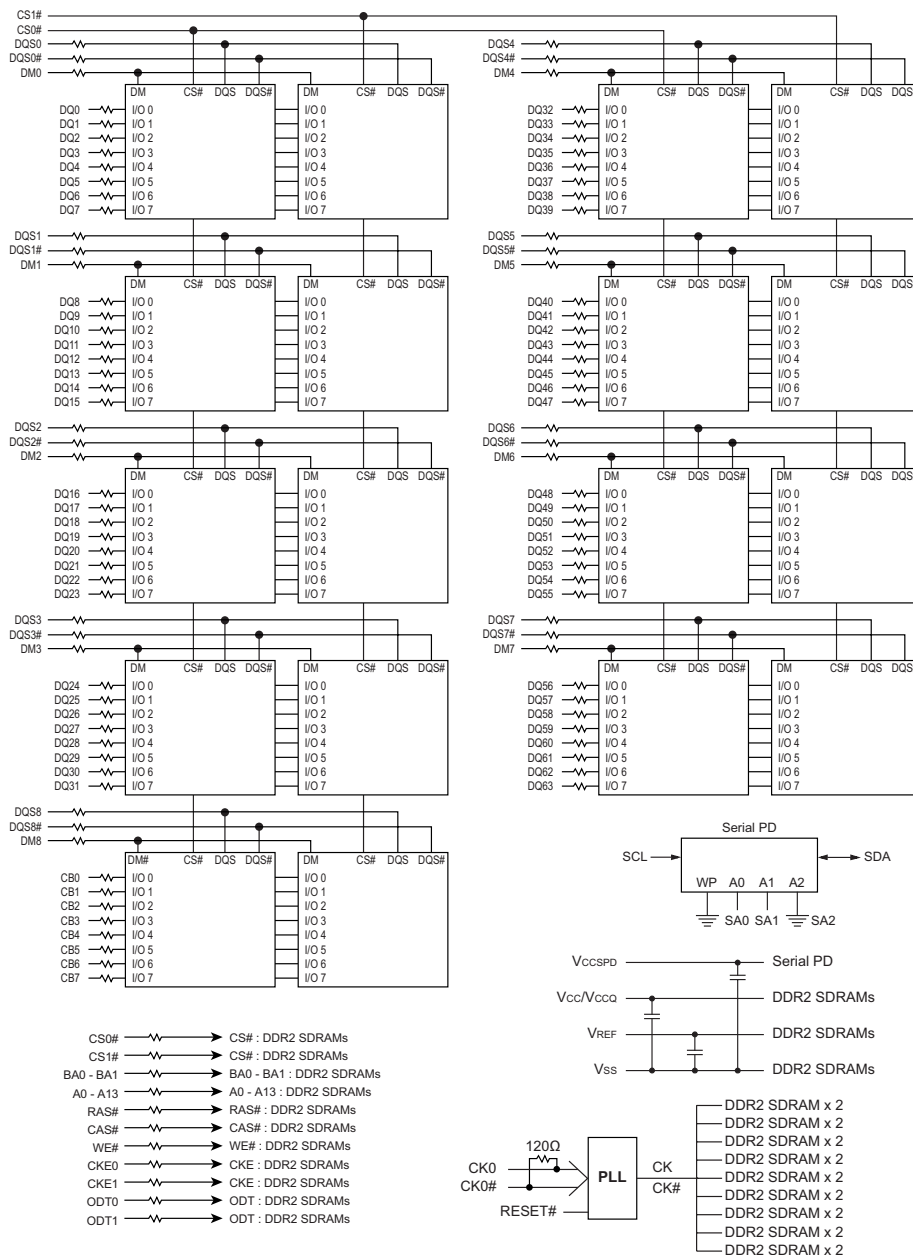 CS1#
CS0#
DQS0
DQS0#
DM0
DM CS# DQS DQS# DM CS# DQS DQS#
DQ0 I/O 0 I/O 0
DQ1 I/O 1 I/O 1
DQ2 I/O 2 I/O 2
DQ3 I/O 3 I/O 3
DQ4 I/O 4 I/O 4
DQ5 I/O 5 I/O 5
DQ6 I/O 6 I/O 6
DQ7 I/O 7 I/O 7
DQS1
DQS1#
DM1
DM CS# DQS DQS# DM CS# DQS DQS#
DQ8 I/O 0 I/O 0
DQ9 I/O 1 I/O 1
DQ10 I/O 2 I/O 2
DQ11 I/O 3 I/O 3
DQ12 I/O 4 I/O 4
DQ13 I/O 5 I/O 5
DQ14 I/O 6 I/O 6
DQ15 I/O 7 I/O 7
DQS2
DQS2#
DM2
DM CS# DQS DQS# DM CS# DQS DQS#
DQ16 I/O 0 I/O 0
DQ17 I/O 1 I/O 1
DQ18 I/O 2 I/O 2
DQ19 I/O 3 I/O 3
DQ20 I/O 4 I/O 4
DQ21 I/O 5 I/O 5
DQ22 I/O 6 I/O 6
DQ23 I/O 7 I/O 7
DQS3
DQS3#
DM3
DM CS# DQS DQS# DM CS# DQS DQS#
DQ24 I/O 0 I/O 0
DQ25 I/O 1 I/O 1
DQ26 I/O 2 I/O 2
DQ27 I/O 3 I/O 3
DQ28 I/O 4 I/O 4
DQ29 I/O 5 I/O 5
DQ30 I/O 6 I/O 6
DQ31 I/O 7 I/O 7
DQS8
DQS8#
DM8
DM# CS# DQS DQS# DM CS# DQS DQS#
CB0 I/O 0 I/O 0
CB1 I/O 1 I/O 1
CB2 I/O 2 I/O 2
CB3 I/O 3 I/O 3
CB4 I/O 4 I/O 4
CB5 I/O 5 I/O 5
CB6 I/O 6 I/O 6
CB7 I/O 7 I/O 7
DQS4
DQS4#
DM4
DM CS# DQS DQS# DM CS# DQS DQS#
DQ32 I/O 0 I/O 0
DQ33 I/O 1 I/O 1
DQ34 I/O 2 I/O 2
DQ35 I/O 3 I/O 3
DQ36 I/O 4 I/O 4
DQ37 I/O 5 I/O 5
DQ38 I/O 6 I/O 6
DQ39 I/O 7 I/O 7
DQS5
DQS5#
DM5
DM CS# DQS DQS# DM CS# DQS DQS#
DQ40 I/O 0 I/O 0
DQ41 I/O 1 I/O 1
DQ42 I/O 2 I/O 2
DQ43 I/O 3 I/O 3
DQ44 I/O 4 I/O 4
DQ45 I/O 5 I/O 5
DQ46 I/O 6 I/O 6
DQ47 I/O 7 I/O 7
DQS6
DQS6#
DM6
DM CS# DQS DQS# DM CS# DQS DQS#
DQ48 I/O 0 I/O 0
DQ49 I/O 1 I/O 1
DQ50 I/O 2 I/O 2
DQ51 I/O 3 I/O 3
DQ52 I/O 4 I/O 4
DQ53 I/O 5 I/O 5
DQ54 I/O 6 I/O 6
DQ55 I/O 7 I/O 7
DQS7
DQS7#
DM7
DM CS# DQS DQS# DM CS# DQS DQS#
DQ56 I/O 0 I/O 0
DQ57 I/O 1 I/O 1
DQ58 I/O 2 I/O 2
DQ59 I/O 3 I/O 3
DQ60 I/O 4 I/O 4
DQ61 I/O 5 I/O 5
DQ62 I/O 6 I/O 6
DQ63 I/O 7 I/O 7
Serial PD
SCL SDA
WP A0 A1 A2
SA0 SA1 SA2
VCCSPD Serial PD
VCC/VCCQ DDR2 SDRAMs
VREF DDR2 SDRAMs
VSS DDR2 SDRAMs
CS0# CS# : DDR2 SDRAMs
CS1# CS# : DDR2 SDRAMs
BA0 - BA1 BA0 - BA1 : DDR2 SDRAMs
A0 - A13 A0 - A13 : DDR2 SDRAMs
RAS# RAS# : DDR2 SDRAMs
CAS# CAS# : DDR2 SDRAMs
WE# WE# : DDR2 SDRAMs
CKE0 CKE : DDR2 SDRAMs
CKE1 CKE : DDR2 SDRAMs
ODT0 ODT : DDR2 SDRAMs
ODT1 ODT : DDR2 SDRAMs
120Ω
CK0
CK0#
RESET#
PLL
CK
CK#
DDR2 SDRAM x 2
DDR2 SDRAM x 2
DDR2 SDRAM x 2
DDR2 SDRAM x 2
DDR2 SDRAM x 2
DDR2 SDRAM x 2
DDR2 SDRAM x 2
DDR2 SDRAM x 2
DDR2 SDRAM x 2